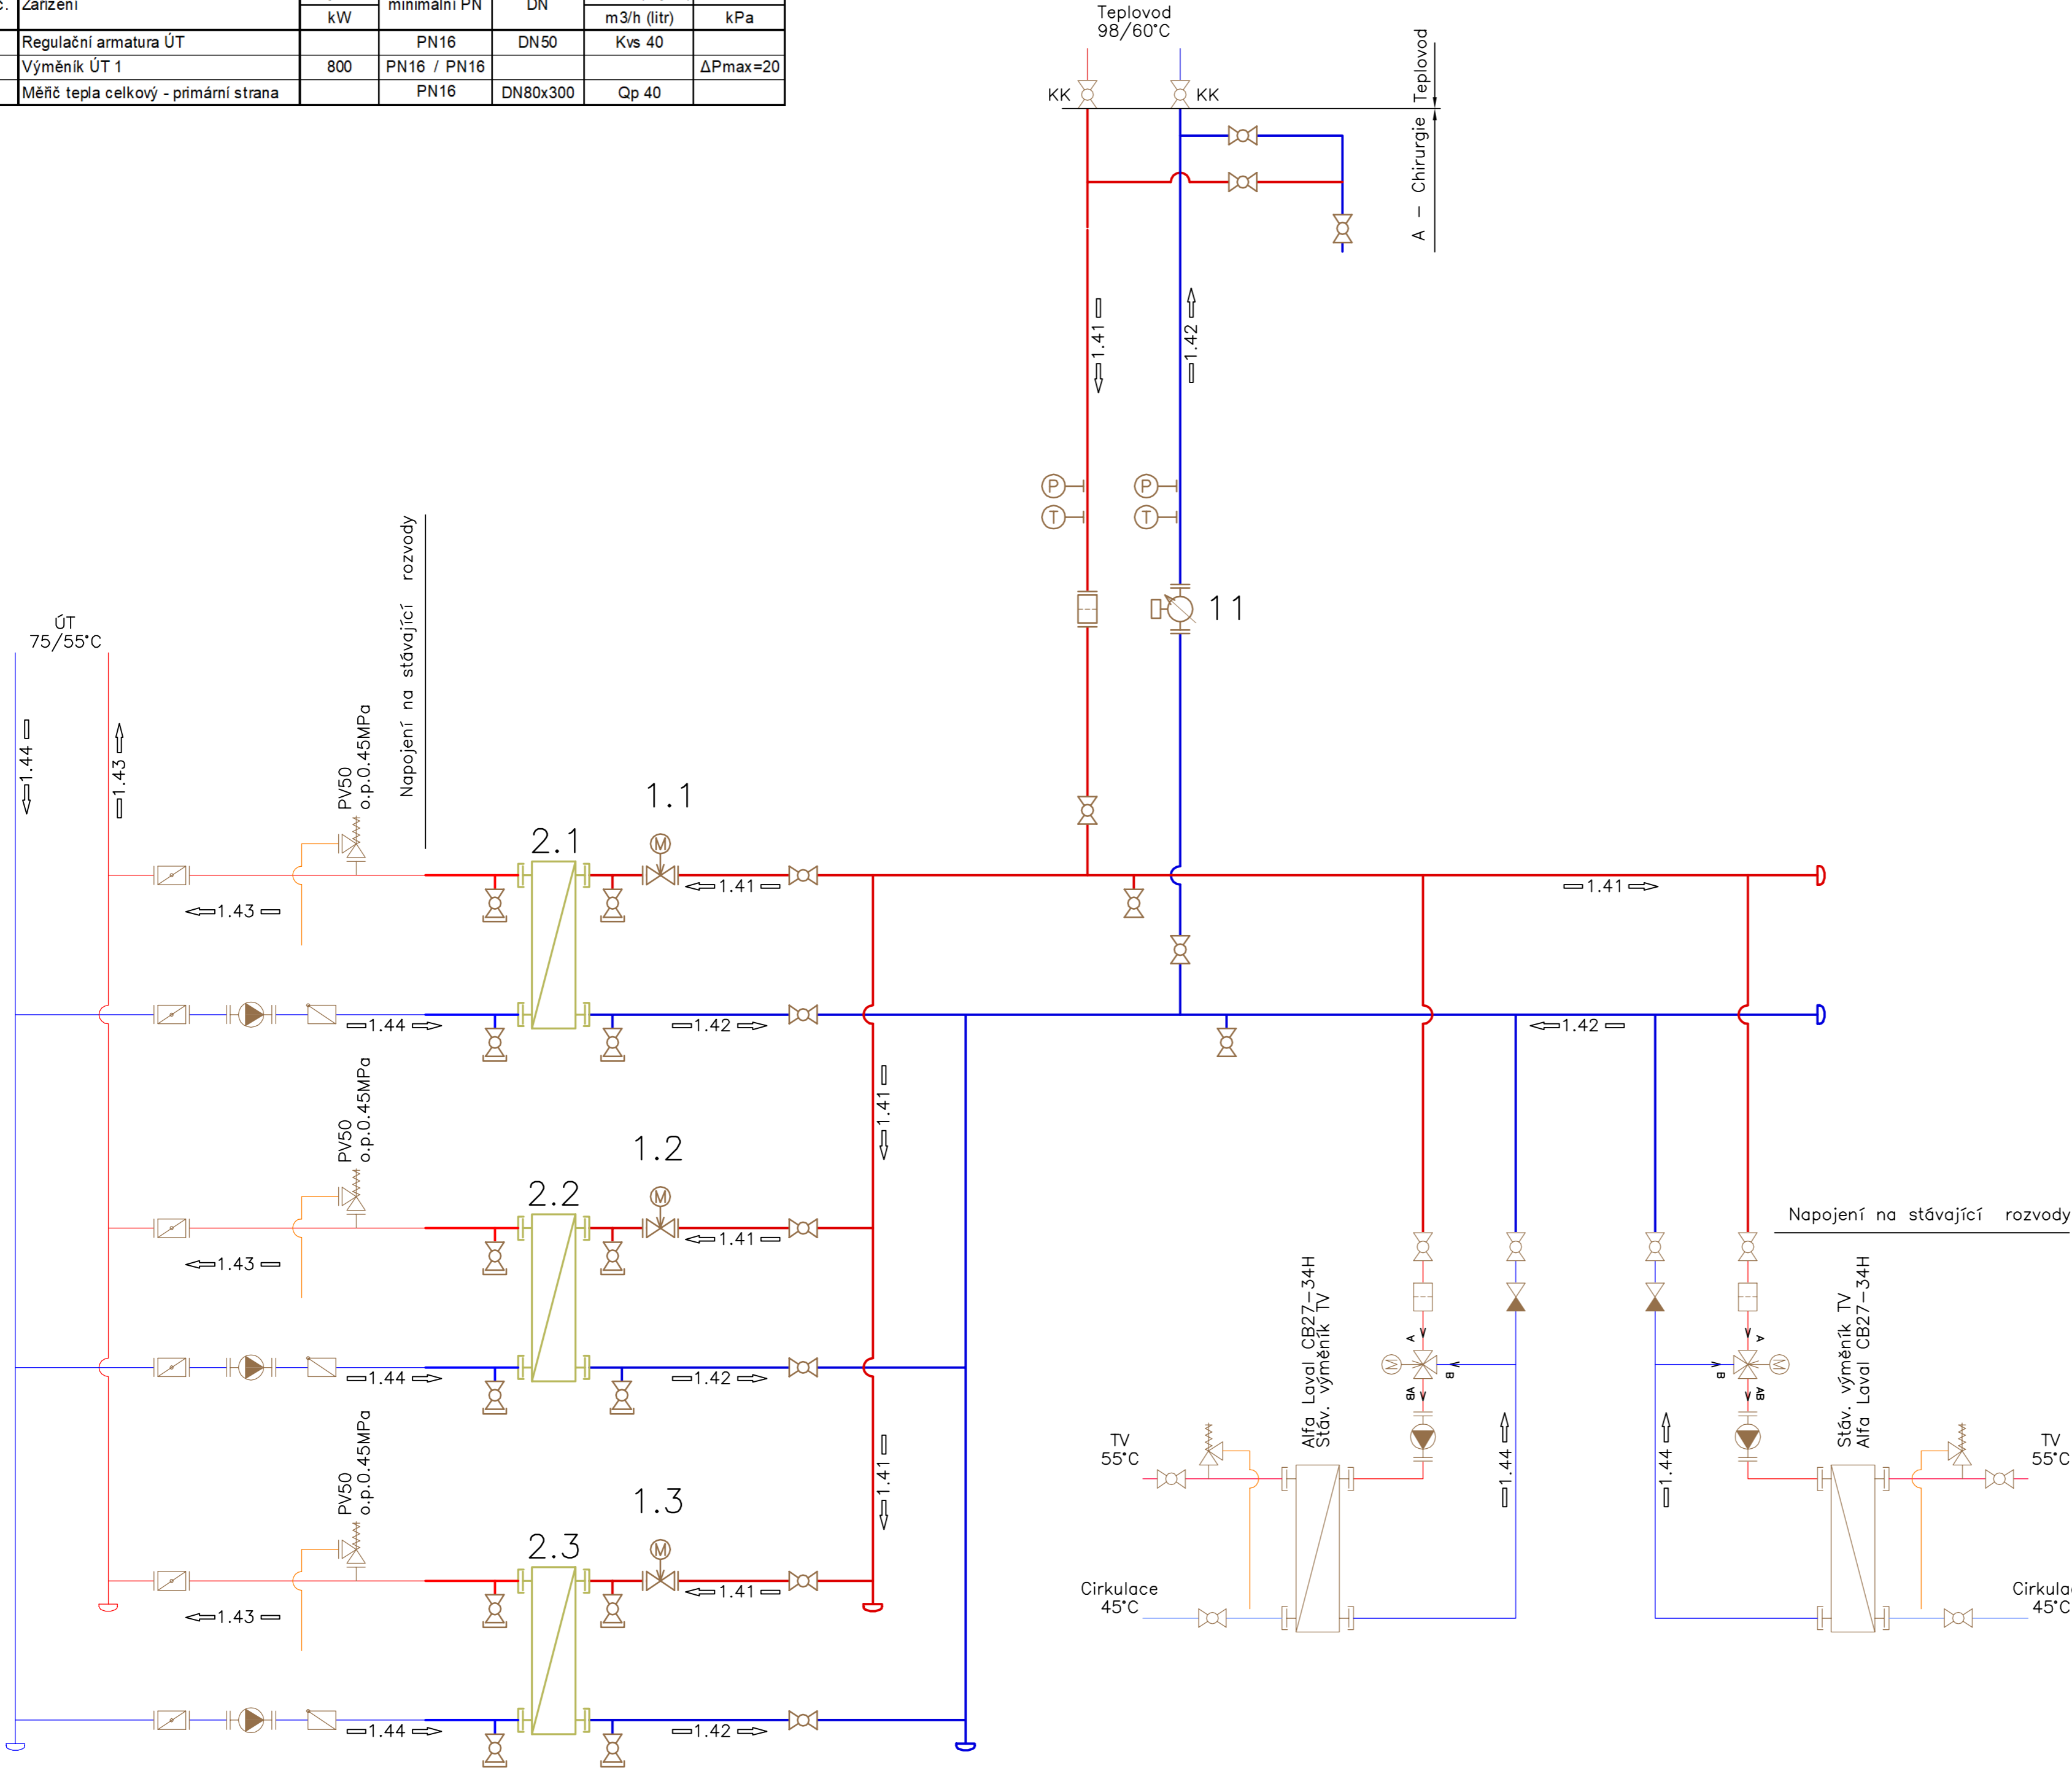 Zařízení minimální PN DN
kW m3/h (litr) kPa
Regulační armatura ÚT PN16 DN50 Kvs 40
Výměník ÚT 1 800 PN16 / PN16 ΔPmax=20
Měřič tepla celkový - primární strana PN16 DN80x300 Qp 40
Teplovod
98/60°C
KK
KK
Teplovod
A - Chirurgie
1.41
1.42
P
P
T
T
11
Napojení na stávající rozvody
ÚT
75/55°C
1.44
1.43
PV50
o.p.0.45MPa
1.1
M
2.1
1.41
1.41
1.43
1.44
1.42
1.42
1.41
PV50
o.p.0.45MPa
1.2
M
2.2
1.41
1.43
1.44
1.42
1.41
PV50
o.p.0.45MPa
1.3
M
2.3
1.41
1.43
1.44
1.42
Napojení na stávající rozvody
Alfa Laval CB27-34H
Stáv. výměník TV
A
M
B
AB
1.44
TV
55°C
Cirkulace
45°C
A
M
B
AB
1.44
Stáv. výměník TV
Alfa Laval CB27-34H
TV
55°C
45°C